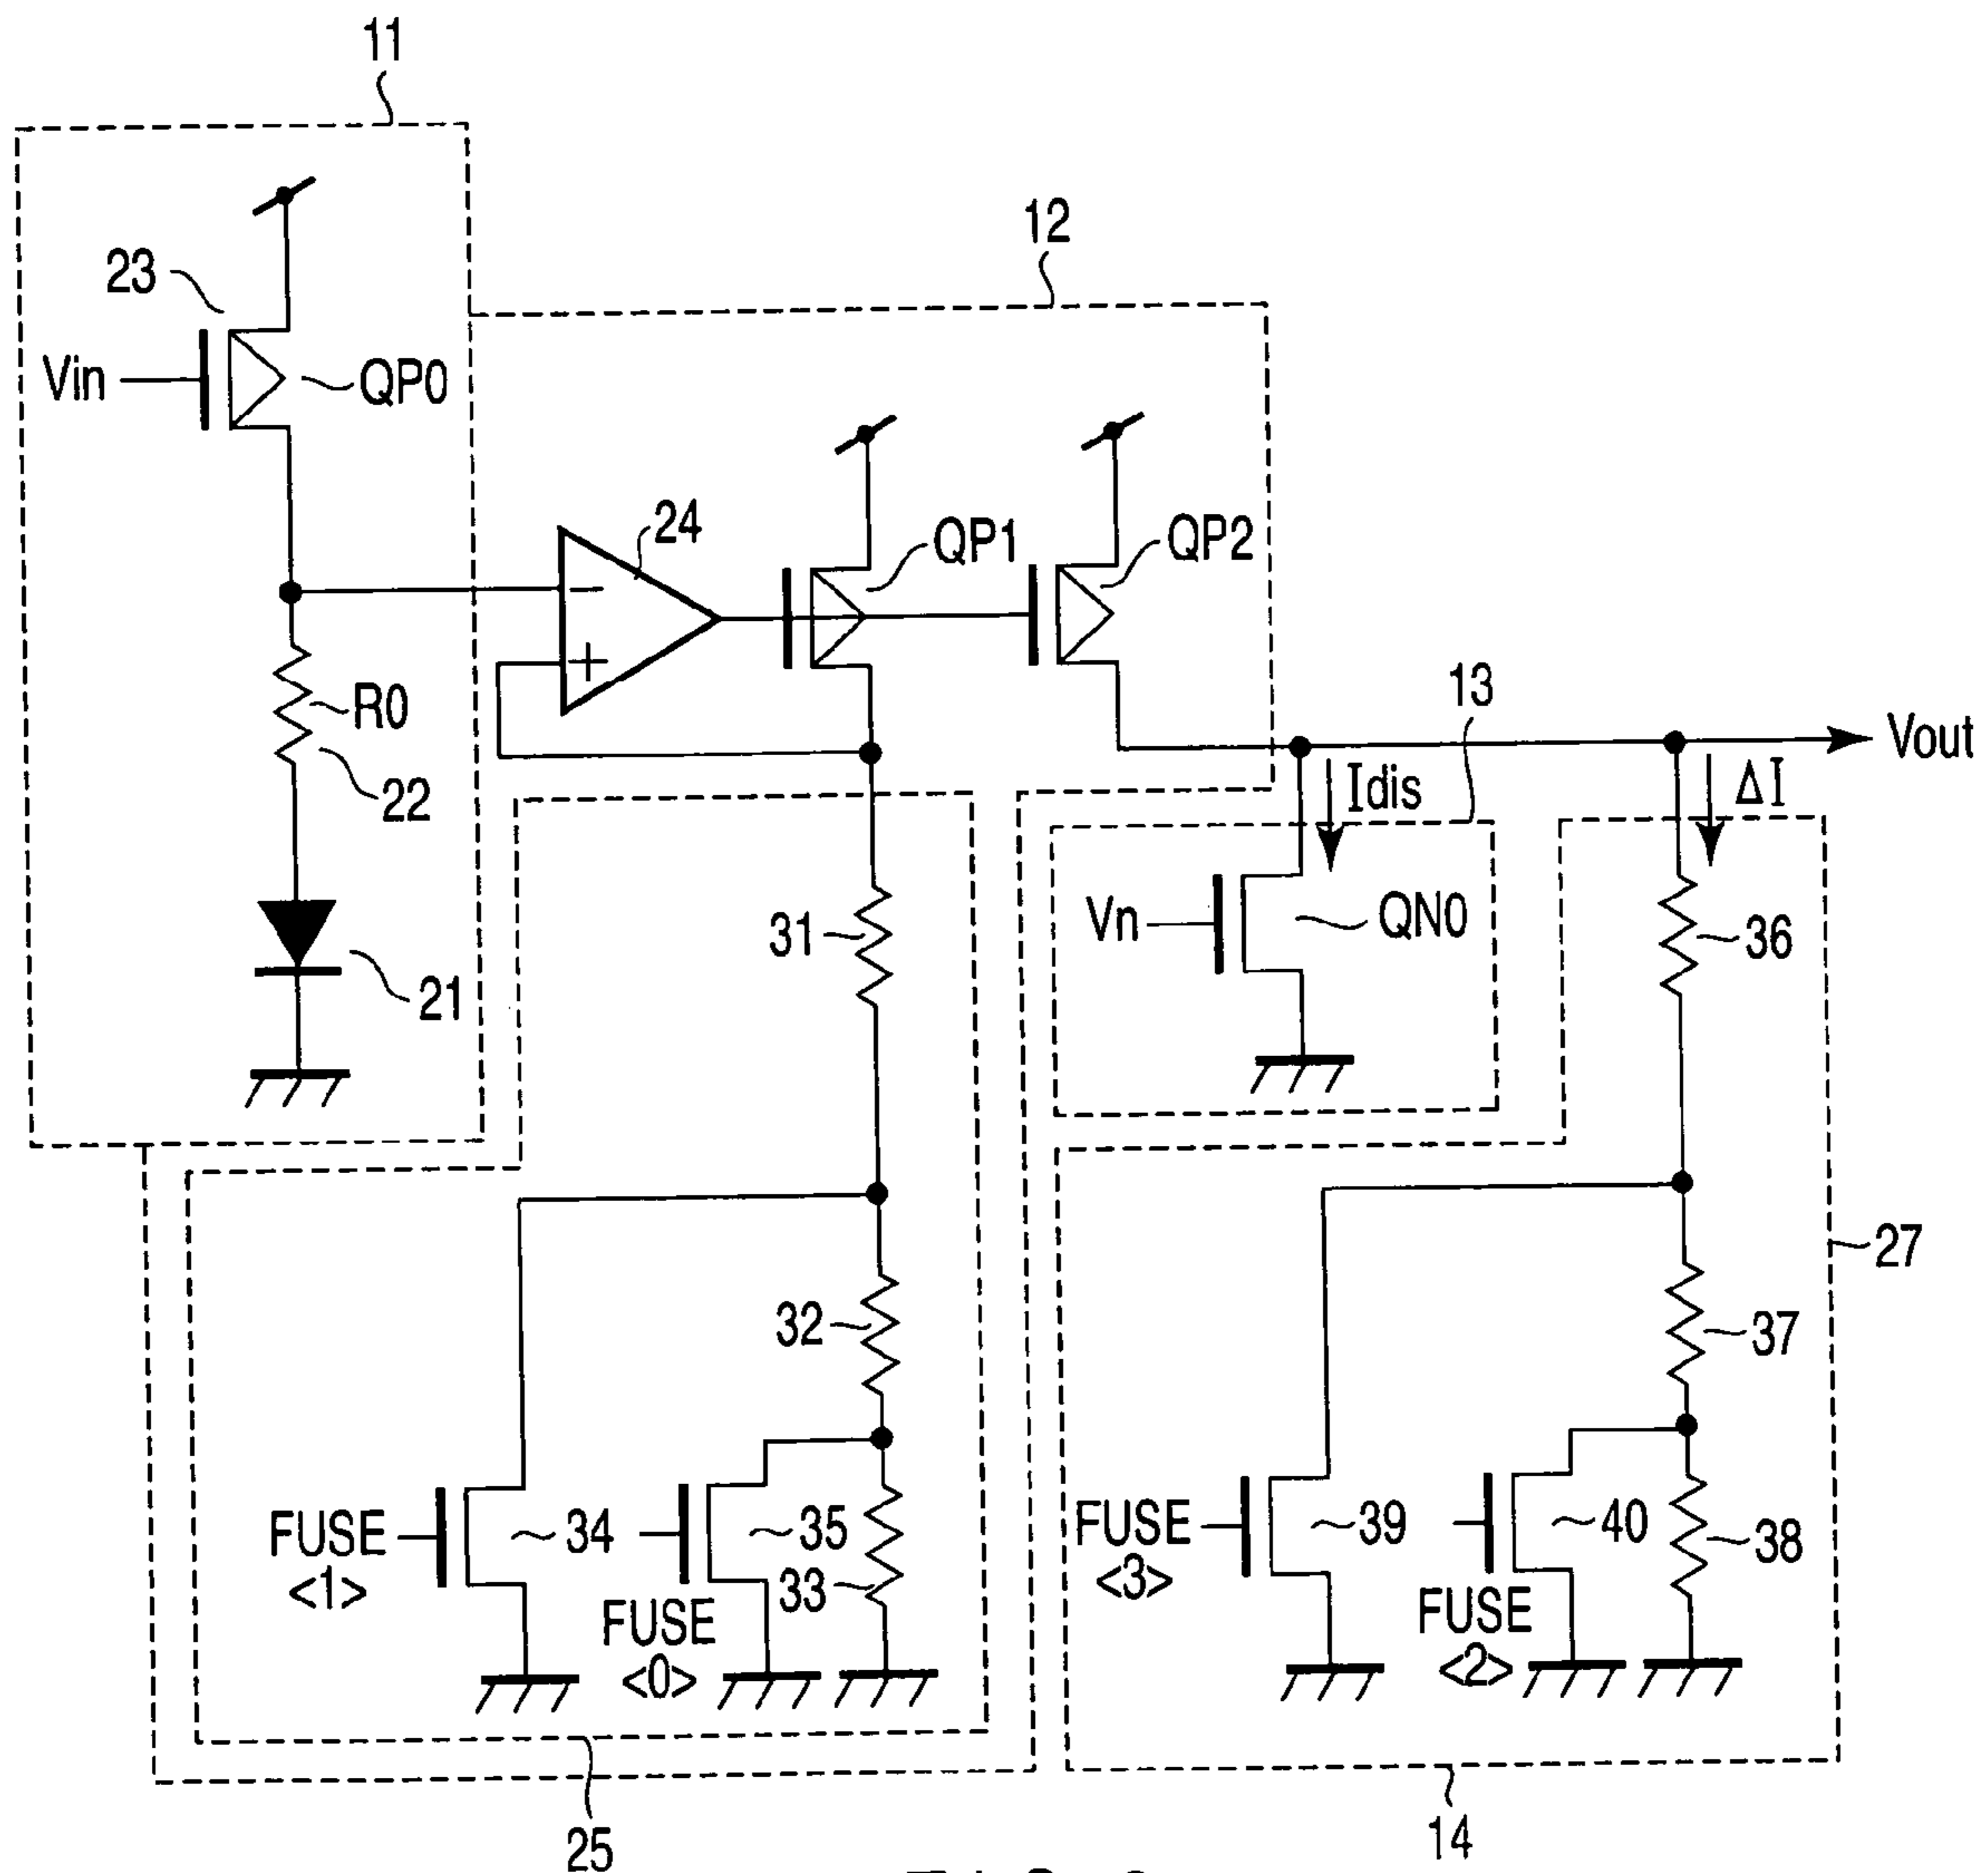 11
12
23
Vin
QP0
24
QP1
QP2
R0
22
13
Vout
Idis
ΔI
31
Vn
QN0
36
21
27
32
37
FUSE
<1>
34
35
33
FUSE
<0>
FUSE
<3>
39
40
38
FUSE
<2>
25
14